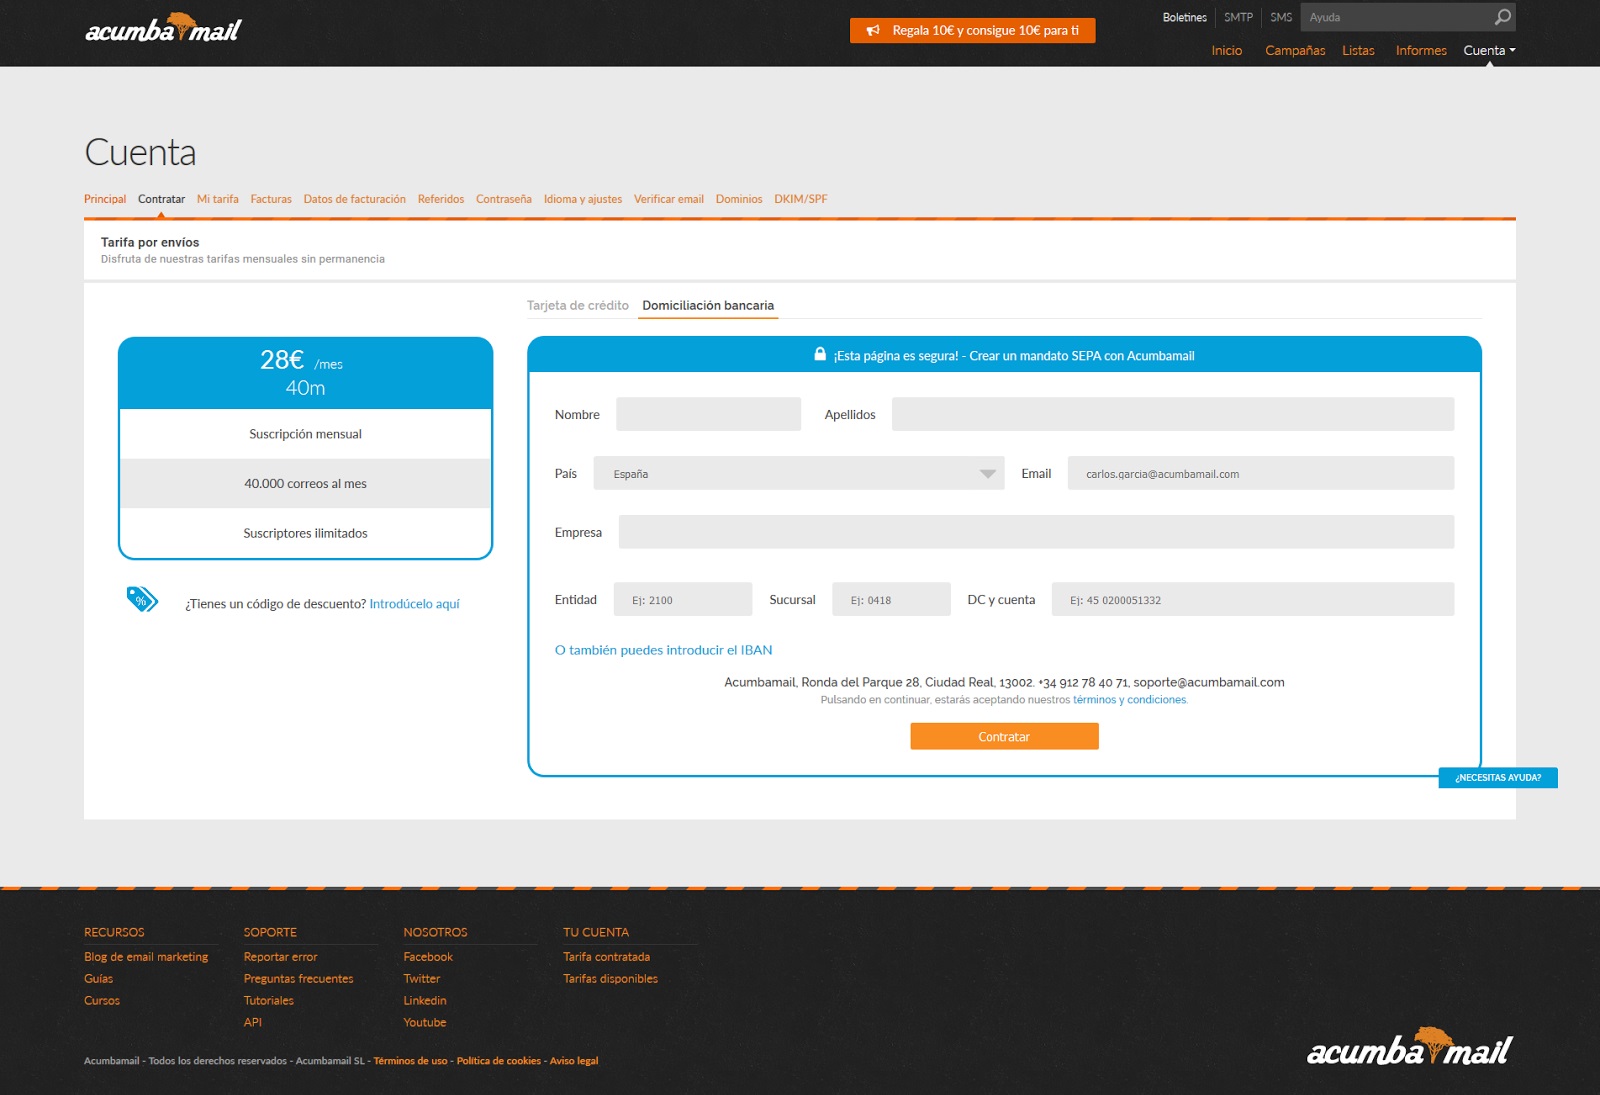 acumbamail
Regala 10€ y consigue 10€ para ti
Boletines SMTP SMS Ayuda
Inicio Campañas Listas Informes Cuenta
Cuenta
Principal Contratar Mi tarifa Facturas Datos de facturación Referidos Contraseña Idioma y ajustes Verificar email Dominios DKIM/SPF
Tarifa por envíos
Disfruta de nuestras tarifas mensuales sin permanencia
Tarjeta de crédito Domiciliación bancaria
28€ /mes
40m
Suscripción mensual
40.000 correos al mes
Suscriptores ilimitados
%
¿Tienes un código de descuento? Introdúcelo aquí
¡Esta página es segura! - Crear un mandato SEPA con Acumbamail
Nombre Apellidos
País España Email carlos.garcia@acumbamail.com
Empresa
Entidad Ej: 2100 Sucursal Ej: 0418 DC y cuenta Ej: 45 0200051332
O también puedes introducir el IBAN
Acumbamail, Ronda del Parque 28, Ciudad Real, 13002. +34 912 78 40 71, soporte@acumbamail.com
Pulsando en continuar, estarás aceptando nuestros términos y condiciones.
Contratar
¿NECESITAS AYUDA?
RECURSOS
Blog de email marketing
Guías
Cursos
SOPORTE
Reportar error
Preguntas frecuentes
Tutoriales
API
NOSOTROS
Facebook
Twitter
Linkedin
Youtube
TU CUENTA
Tarifa contratada
Tarifas disponibles
Acumbamail - Todos los derechos reservados - Acumbamail SL - Términos de uso - Política de cookies - Aviso legal
acumbamail